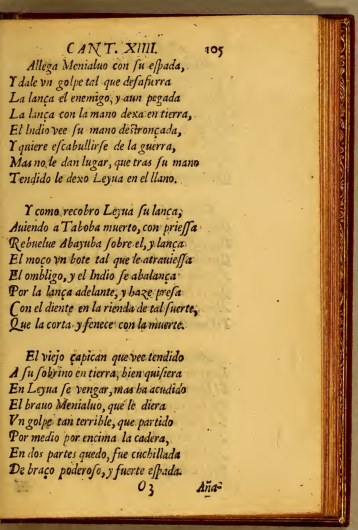 CANT. XIIII. 105
Allega Menialuo con ſu eſpada,
Y dale vn golpe tal que deſaſierra
La lança el enemigo, y aun pegada
La lança con la mano dexa en tierra,
El Indio vee ſu mano deſtronçada,
Y quiere eſcabullirſe de la guerra,
Mas no le dan lugar, que tras ſu mano
Tendido le dexo Leyua en el llano.
Y como recobro Leyua ſu lança,
Auiendo a Taboba muerto, con prieſſa
Rebuelue Abayuba ſobre el, y lança
El moço vn bote tal que le atrauieſſa
El ombligo, y el Indio ſe abalança
Por la lança adelante, y haze preſa
Con el diente en la rienda de tal fuerte,
Que la corta y fenece con la muerte.
El viejo çapican que vee tendido
A ſu ſobrino en tierra, bien quiſiera
En Leyua ſe vengar, mas ha acudido
El brauo Menialuo, que le diera
Vn golpe tan terrible, que partido
Por medio por encima la cadera,
En dos partes quedo, fue cuchillada
De braço poderoſo, y fuerte eſpada.
O3 Aña-